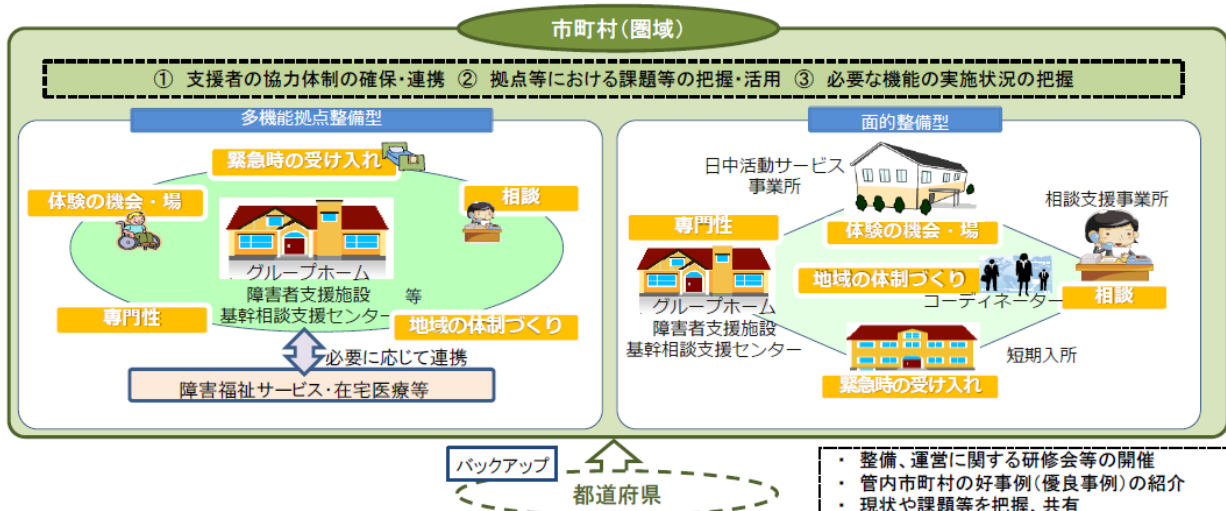 市町村(圏域)
① 支援者の協力体制の確保・連携 ② 拠点等における課題等の把握・活用 ③ 必要な機能の実施状況の把握
多機能拠点整備型
緊急時の受け入れ
体験の機会・場
相談
グループホーム
障害者支援施設 等
基幹相談支援センター
専門性
地域の体制づくり
必要に応じて連携
障害福祉サービス・在宅医療等
面的整備型
日中活動サービス
事業所
相談支援事業所
専門性
体験の機会・場
地域の体制づくり
コーディネーター
相談
グループホーム
障害者支援施設
基幹相談支援センター
短期入所
緊急時の受け入れ
バックアップ
都道府県
・ 整備、運営に関する研修会等の開催
・ 管内市町村の好事例(優良事例)の紹介
・ 現状や課題等を把握、共有